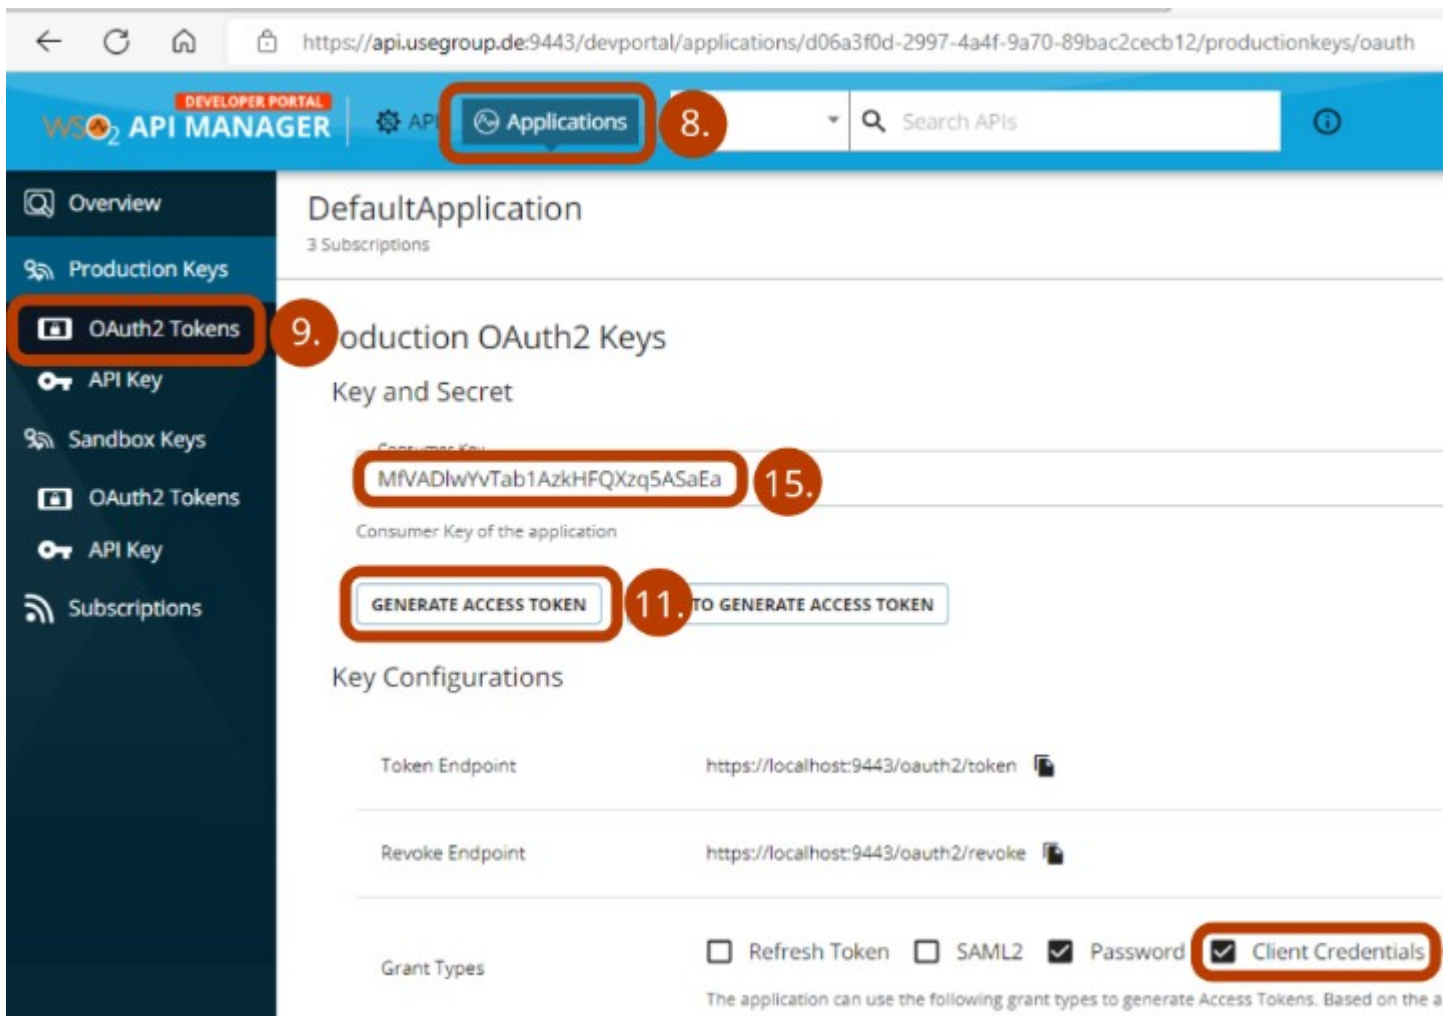 https://api.usegroup.de:9443/devportal/applications/d06a3f0d-2997-4a4f-9a70-89bac2cecb12/productionkeys/oauth
DEVELOPER PORTAL
WSO2 API MANAGER
API
Applications
8.
Search APIs
Overview
DefaultApplication
3 Subscriptions
Production Keys
OAuth2 Tokens
9.
oduction OAuth2 Keys
API Key
Key and Secret
Sandbox Keys
Consumer Key
MfVADlwYvTab1AzkHFQXzq5ASaEa
15.
OAuth2 Tokens
Consumer Key of the application
API Key
GENERATE ACCESS TOKEN
11.
TO GENERATE ACCESS TOKEN
Subscriptions
Key Configurations
Token Endpoint
https://localhost:9443/oauth2/token
Revoke Endpoint
https://localhost:9443/oauth2/revoke
Grant Types
Refresh Token
SAML2
Password
Client Credentials
The application can use the following grant types to generate Access Tokens. Based on the a